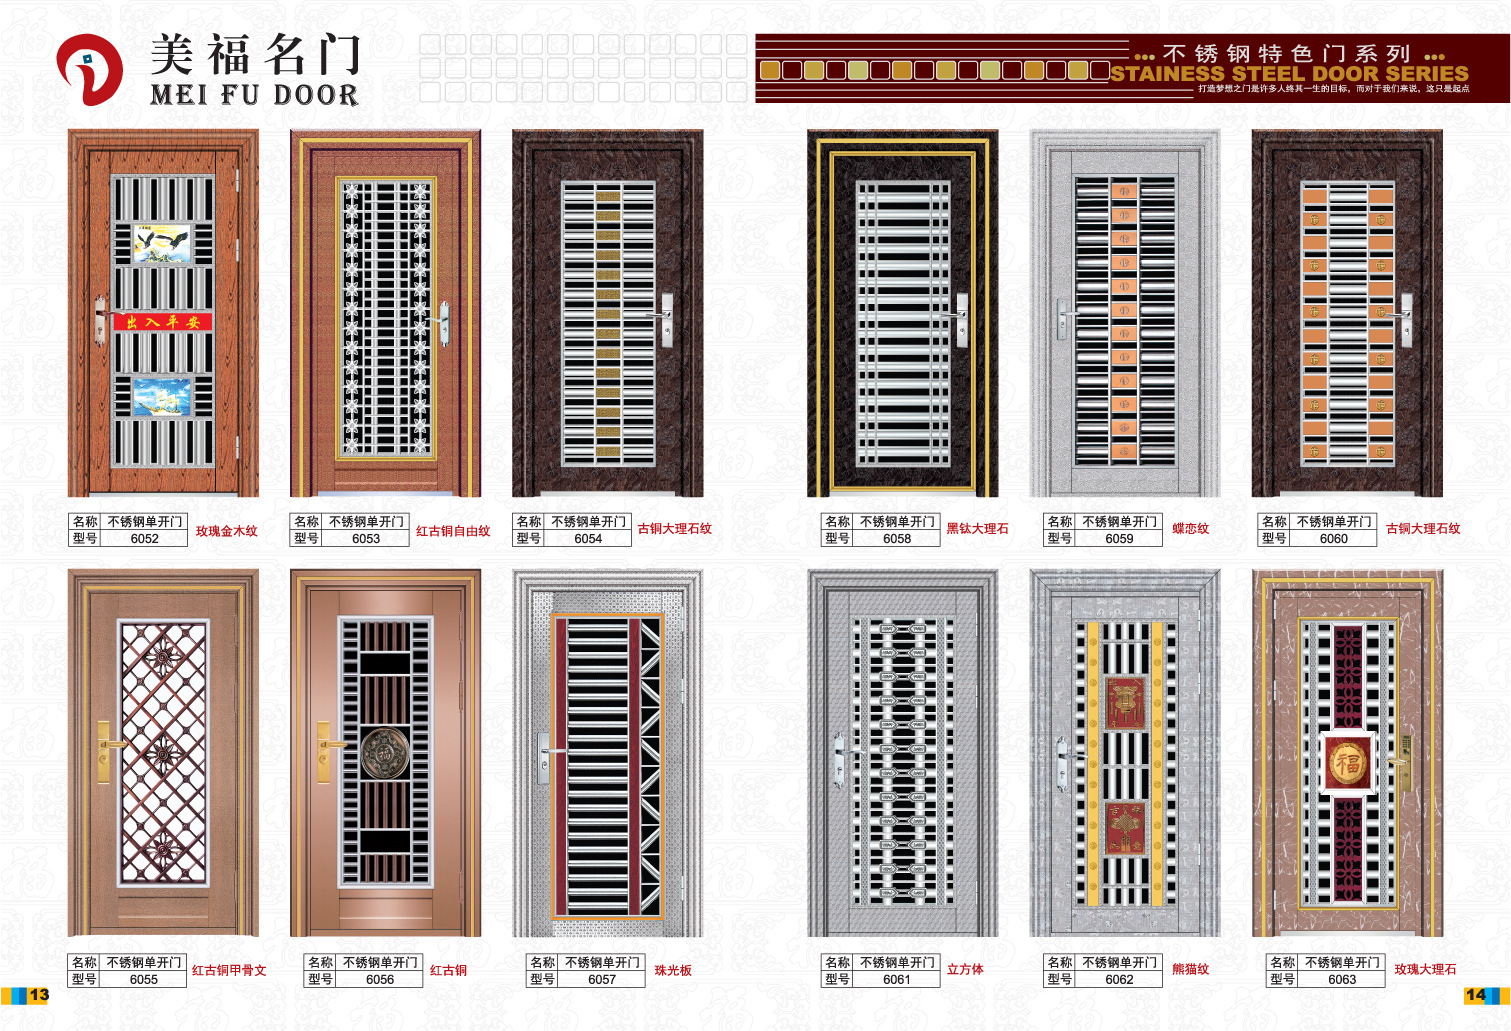 美福名门
MEI FU DOOR
不锈钢特色门系列
STAINESS STEEL DOOR SERIES
打造梦想之门是许多人终其一生的目标，而对于我们来说，这只是起点
出入平安
福
吉祥
名称 不锈钢单开门
型号 6052
玫瑰金木纹
名称 不锈钢单开门
型号 6053
红古铜自由纹
名称 不锈钢单开门
型号 6054
古铜大理石纹
名称 不锈钢单开门
型号 6058
黑钛大理石
名称 不锈钢单开门
型号 6059
蝶恋纹
名称 不锈钢单开门
型号 6060
古铜大理石纹
名称 不锈钢单开门
型号 6055
红古铜甲骨文
名称 不锈钢单开门
型号 6056
红古铜
名称 不锈钢单开门
型号 6057
珠光板
名称 不锈钢单开门
型号 6061
立方体
名称 不锈钢单开门
型号 6062
熊猫纹
名称 不锈钢单开门
型号 6063
玫瑰大理石
13
14